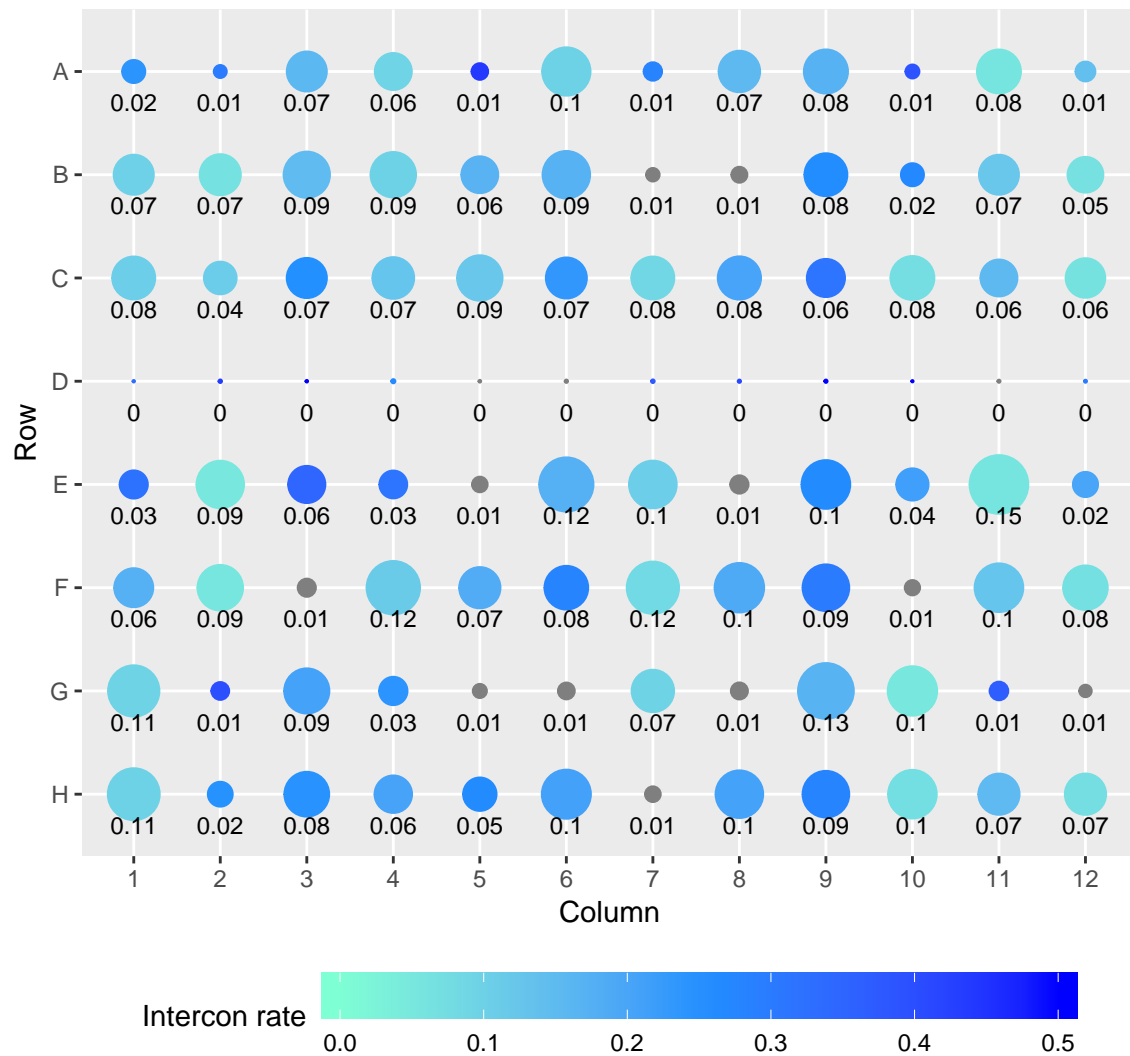 A
0.02 0.01 0.07 0.06 0.01 0.1 0.01 0.07 0.08 0.01 0.08 0.01
B
0.07 0.07 0.09 0.09 0.06 0.09 0.01 0.01 0.08 0.02 0.07 0.05
C
0.08 0.04 0.07 0.07 0.09 0.07 0.08 0.08 0.06 0.08 0.06 0.06
D
0 0 0 0 0 0 0 0 0 0 0 0
Row
E
0.03 0.09 0.06 0.03 0.01 0.12 0.1 0.01 0.1 0.04 0.15 0.02
F
0.06 0.09 0.01 0.12 0.07 0.08 0.12 0.1 0.09 0.01 0.1 0.08
G
0.11 0.01 0.09 0.03 0.01 0.01 0.07 0.01 0.13 0.1 0.01 0.01
H
0.11 0.02 0.08 0.06 0.05 0.1 0.01 0.1 0.09 0.1 0.07 0.07
1 2 3 4 5 6 7 8 9 10 11 12
Column
Intercon rate
0.0 0.1 0.2 0.3 0.4 0.5